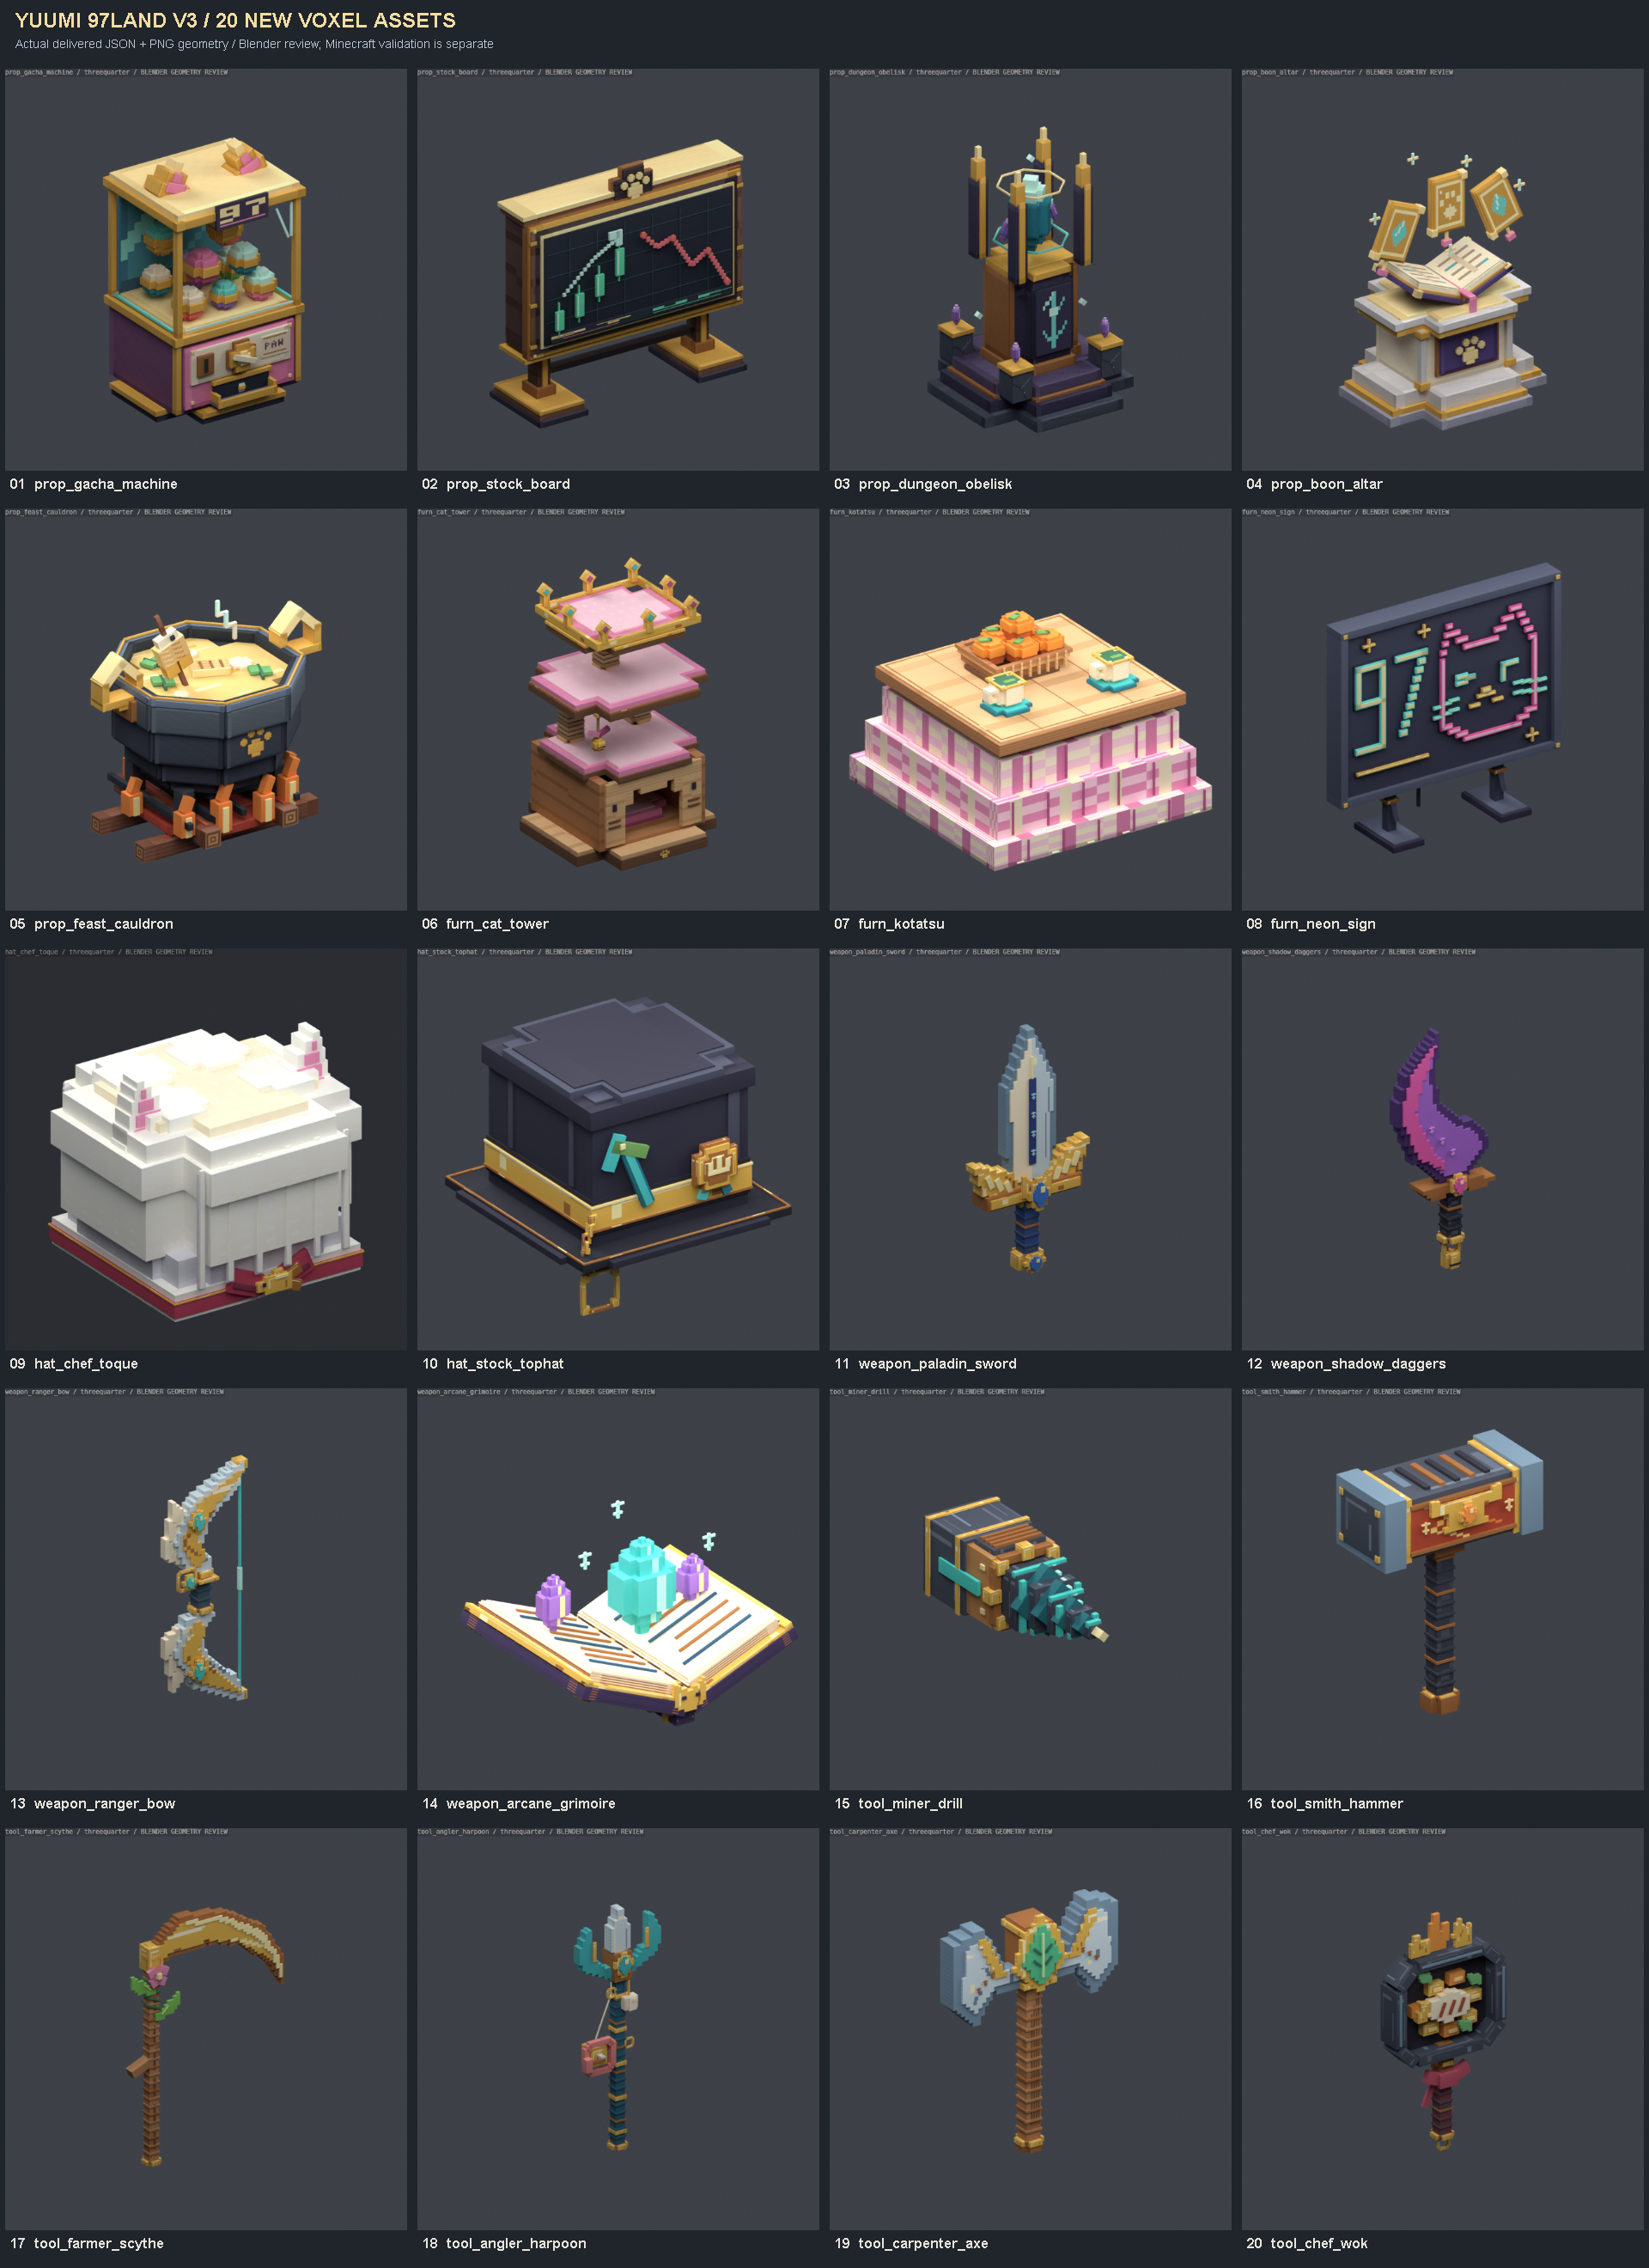 YUUMI 97LAND V3 / 20 NEW VOXEL ASSETS
Actual delivered JSON + PNG geometry / Blender review; Minecraft validation is separate
prop_gacha_machine / threequarter / BLENDER GEOMETRY REVIEW
prop_stock_board / threequarter / BLENDER GEOMETRY REVIEW
prop_dungeon_obelisk / threequarter / BLENDER GEOMETRY REVIEW
prop_boon_altar / threequarter / BLENDER GEOMETRY REVIEW
97
PAW
01 prop_gacha_machine
02 prop_stock_board
03 prop_dungeon_obelisk
04 prop_boon_altar
prop_feast_cauldron / threequarter / BLENDER GEOMETRY REVIEW
furn_cat_tower / threequarter / BLENDER GEOMETRY REVIEW
furn_kotatsu / threequarter / BLENDER GEOMETRY REVIEW
furn_neon_sign / threequarter / BLENDER GEOMETRY REVIEW
97
05 prop_feast_cauldron
06 furn_cat_tower
07 furn_kotatsu
08 furn_neon_sign
hat_chef_toque / threequarter / BLENDER GEOMETRY REVIEW
hat_stock_tophat / threequarter / BLENDER GEOMETRY REVIEW
weapon_paladin_sword / threequarter / BLENDER GEOMETRY REVIEW
weapon_shadow_daggers / threequarter / BLENDER GEOMETRY REVIEW
09 hat_chef_toque
10 hat_stock_tophat
11 weapon_paladin_sword
12 weapon_shadow_daggers
weapon_ranger_bow / threequarter / BLENDER GEOMETRY REVIEW
weapon_arcane_grimoire / threequarter / BLENDER GEOMETRY REVIEW
tool_miner_drill / threequarter / BLENDER GEOMETRY REVIEW
tool_smith_hammer / threequarter / BLENDER GEOMETRY REVIEW
13 weapon_ranger_bow
14 weapon_arcane_grimoire
15 tool_miner_drill
16 tool_smith_hammer
tool_farmer_scythe / threequarter / BLENDER GEOMETRY REVIEW
tool_angler_harpoon / threequarter / BLENDER GEOMETRY REVIEW
tool_carpenter_axe / threequarter / BLENDER GEOMETRY REVIEW
tool_chef_wok / threequarter / BLENDER GEOMETRY REVIEW
17 tool_farmer_scythe
18 tool_angler_harpoon
19 tool_carpenter_axe
20 tool_chef_wok